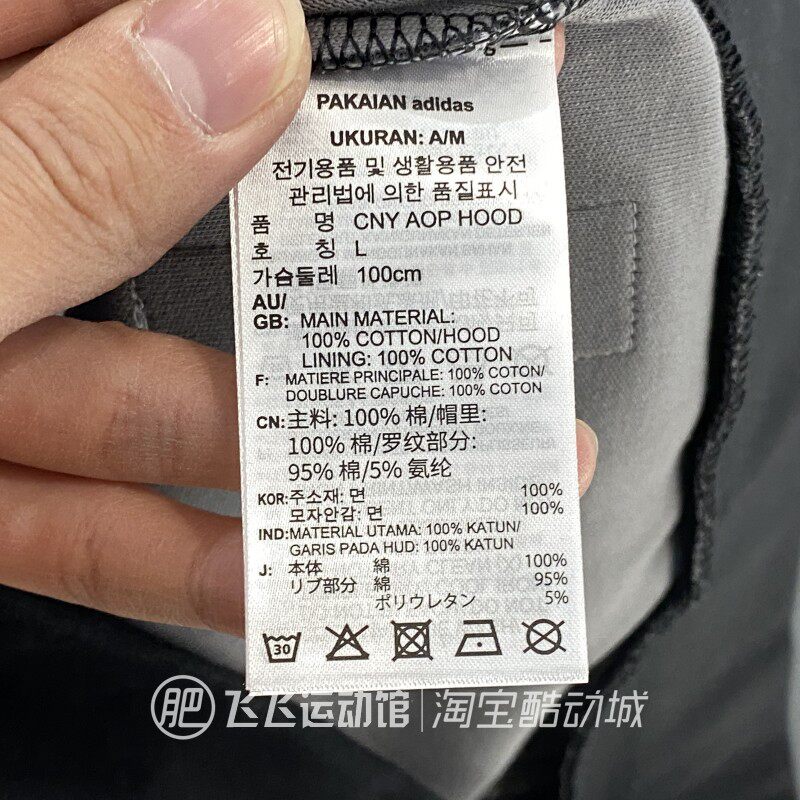 PAKAIAN adidas
UKURAN: A/M
전기용품 및 생활용품 안전
관리법에 의한 품질표시
품 명 CNY AOP HOOD
호 칭 L
가슴둘레 100cm
AU/
GB: MAIN MATERIAL:
100% COTTON/HOOD
LINING: 100% COTTON
F: MATIERE PRINCIPALE: 100% COTON/
DOUBLURE CAPUCHE: 100% COTON
CN:主料: 100% 棉/帽里:
100% 棉/罗纹部分:
95% 棉/5% 氨纶
KOR:주소재: 면 100%
모자안감: 면 100%
IND:MATERIAL UTAMA: 100% KATUN/
GARIS PADA HUD: 100% KATUN
J: 本体 綿 100%
リブ部分 綿 95%
ポリウレタン 5%
30
肥 飞飞运动馆 | 淘宝酷动城